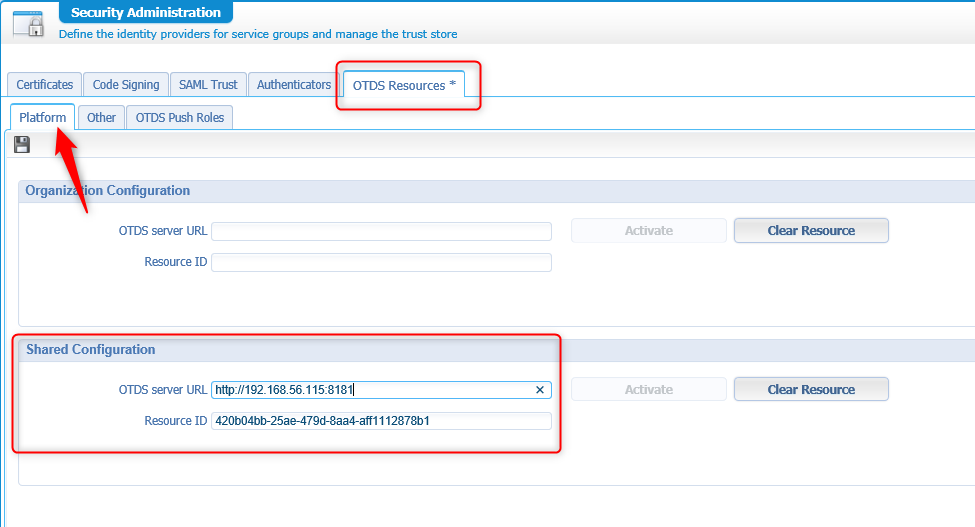 Security Administration
Define the identity providers for service groups and manage the trust store
Certificates Code Signing SAML Trust Authenticators OTDS Resources *
Platform Other OTDS Push Roles
Organization Configuration
OTDS server URL Activate Clear Resource
Resource ID
Shared Configuration
OTDS server URL http://192.168.56.115:8181 × Activate Clear Resource
Resource ID 420b04bb-25ae-479d-8aa4-aff1112878b1